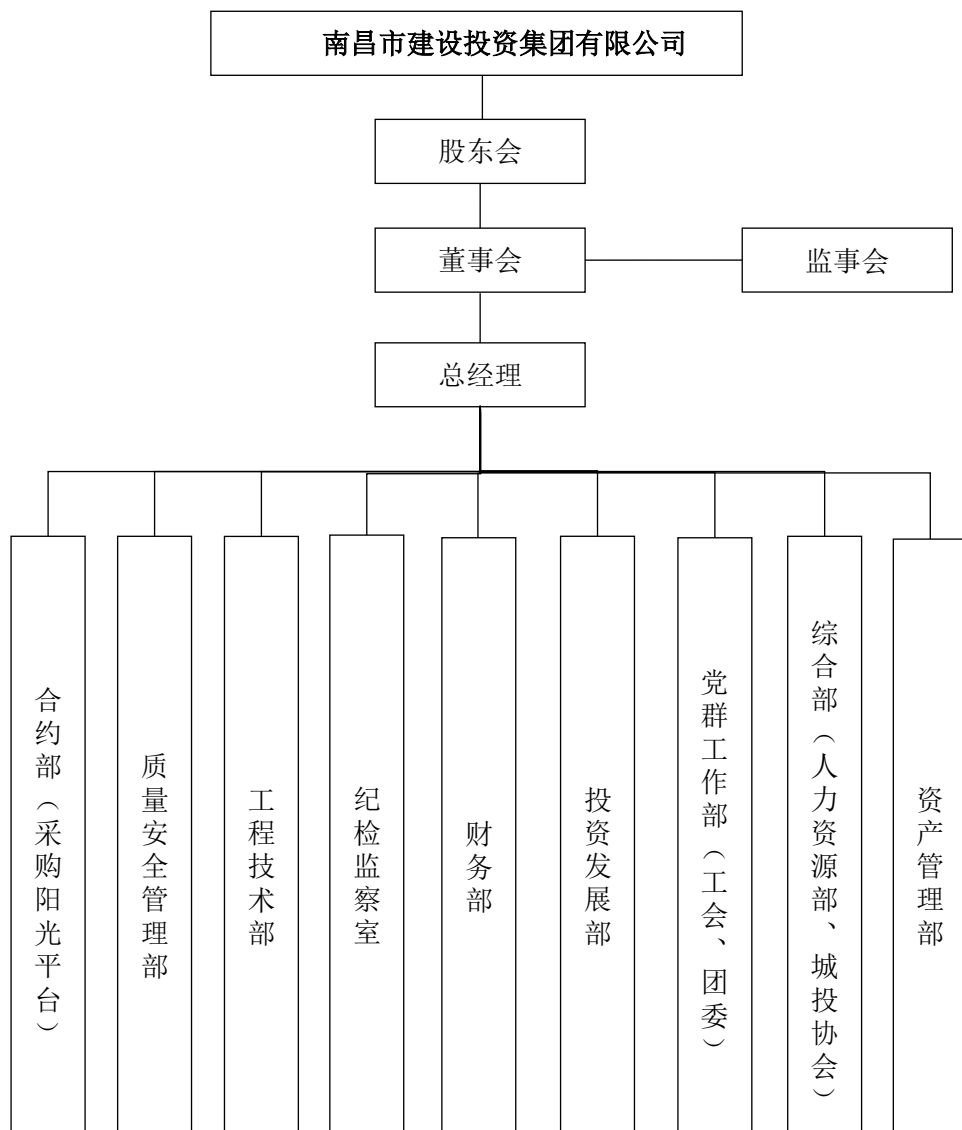 南昌市建设投资集团有限公司
股东会
董事会
监事会
总经理
合约部（采购阳光平台）
质量安全管理部
工程技术部
纪检监察室
财务部
投资发展部
党群工作部（工会、团委）
综合部（人力资源部、城投协会）
资产管理部